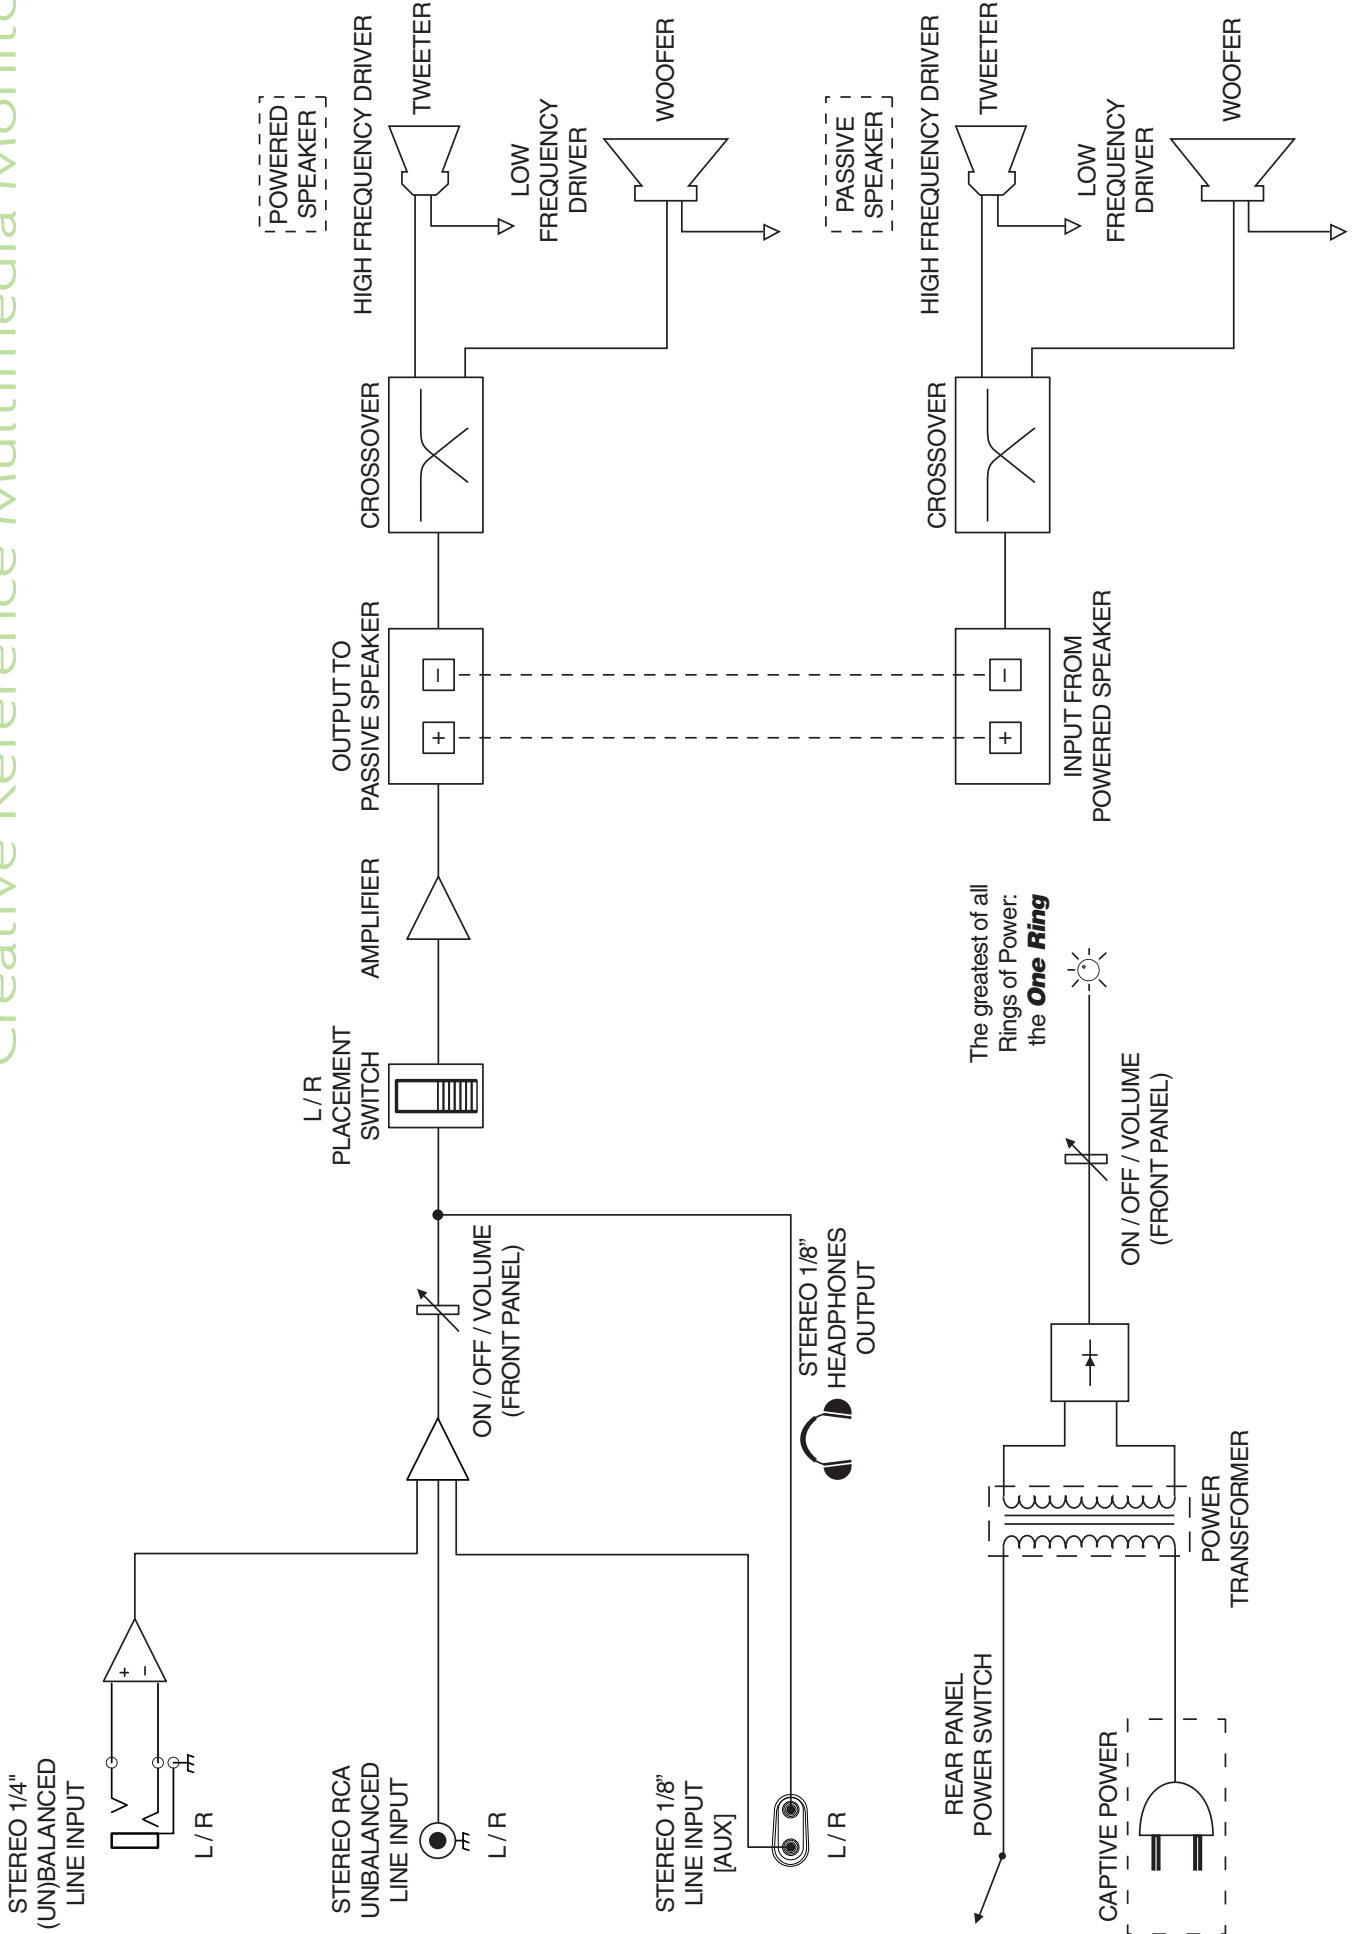 Creative Reference Multimedia Monito
STEREO 1/4"
(UN)BALANCED
LINE INPUT
L / R
+
−
STEREO RCA
UNBALANCED
LINE INPUT
L / R
STEREO 1/8”
LINE INPUT
[AUX]
L / R
ON / OFF / VOLUME
(FRONT PANEL)
STEREO 1/8”
HEADPHONES
OUTPUT
L / R
PLACEMENT
SWITCH
AMPLIFIER
OUTPUT TO
PASSIVE SPEAKER
+
−
CROSSOVER
POWERED
SPEAKER
HIGH FREQUENCY DRIVER
TWEETER
LOW
FREQUENCY
DRIVER
WOOFER
INPUT FROM
POWERED SPEAKER
+
−
CROSSOVER
PASSIVE
SPEAKER
HIGH FREQUENCY DRIVER
TWEETER
LOW
FREQUENCY
DRIVER
WOOFER
REAR PANEL
POWER SWITCH
CAPTIVE POWER
POWER
TRANSFORMER
ON / OFF / VOLUME
(FRONT PANEL)
The greatest of all
Rings of Power:
the One Ring